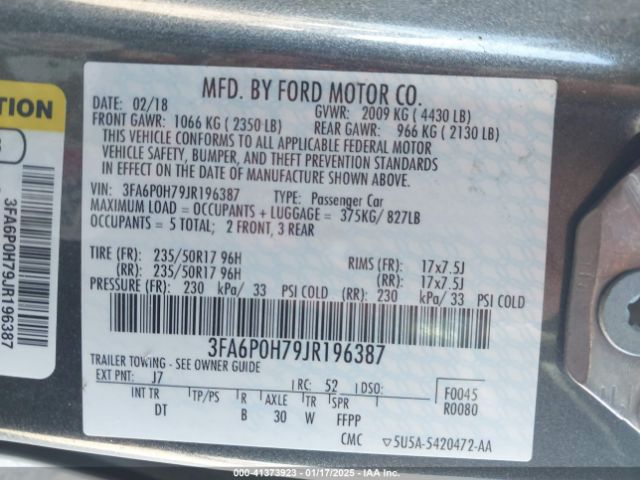 TION
3FA6P0H79JR196387
MFD. BY FORD MOTOR CO.
DATE: 02/18 GVWR: 2009 KG ( 4430 LB)
FRONT GAWR: 1066 KG ( 2350 LB) REAR GAWR: 966 KG ( 2130 LB)
THIS VEHICLE CONFORMS TO ALL APPLICABLE FEDERAL MOTOR
VEHICLE SAFETY, BUMPER, AND THEFT PREVENTION STANDARDS
IN EFFECT ON THE DATE OF MANUFACTURE SHOWN ABOVE.
VIN: 3FA6P0H79JR196387 TYPE: Passenger Car
MAXIMUM LOAD = OCCUPANTS + LUGGAGE = 375KG/ 827LB
OCCUPANTS = 5 TOTAL; 2 FRONT, 3 REAR
TIRE (FR): 235/50R17 96H RIMS (FR): 17x7.5J
(RR): 235/50R17 96H (RR): 17x7.5J
PRESSURE (FR): 230 kPa/ 33 PSI COLD (RR): 230 kPa/ 33 PSI COLD
3FA6P0H79JR196387
TRAILER TOWING - SEE OWNER GUIDE
EXT PNT: J7 RC: 52 DSO: F0045
INT TR TP/PS R AXLE TR SPR R0080
DT B 30 W FFPP
CMC ▽5U5A-5420472-AA
00-41373923 - 01/17/2025 - IAA Inc.